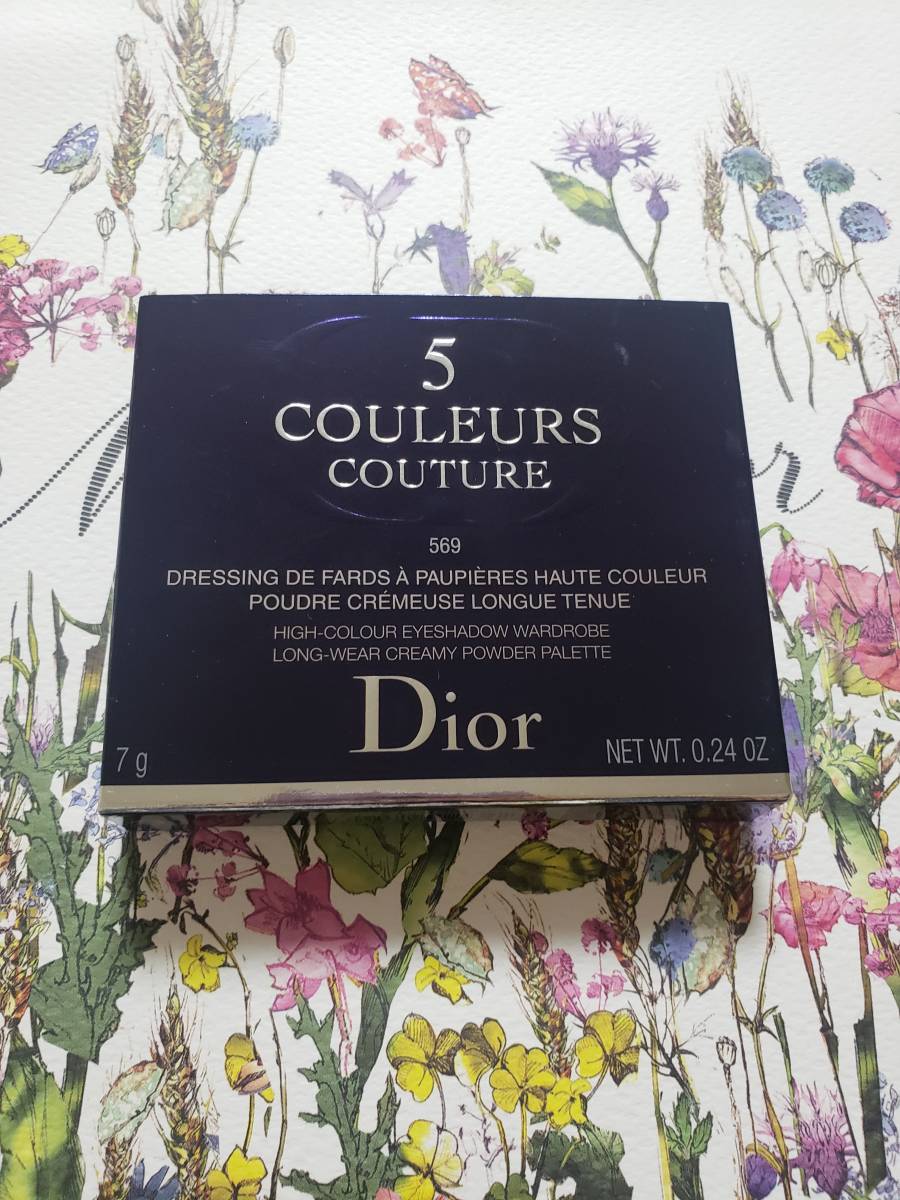 5
COULEURS
COUTURE
569
DRESSING DE FARDS À PAUPIÈRES HAUTE COULEUR
POUDRE CRÉMEUSE LONGUE TENUE
HIGH-COLOUR EYESHADOW WARDROBE
LONG-WEAR CREAMY POWDER PALETTE
Dior
7 g
NET WT. 0.24 OZ